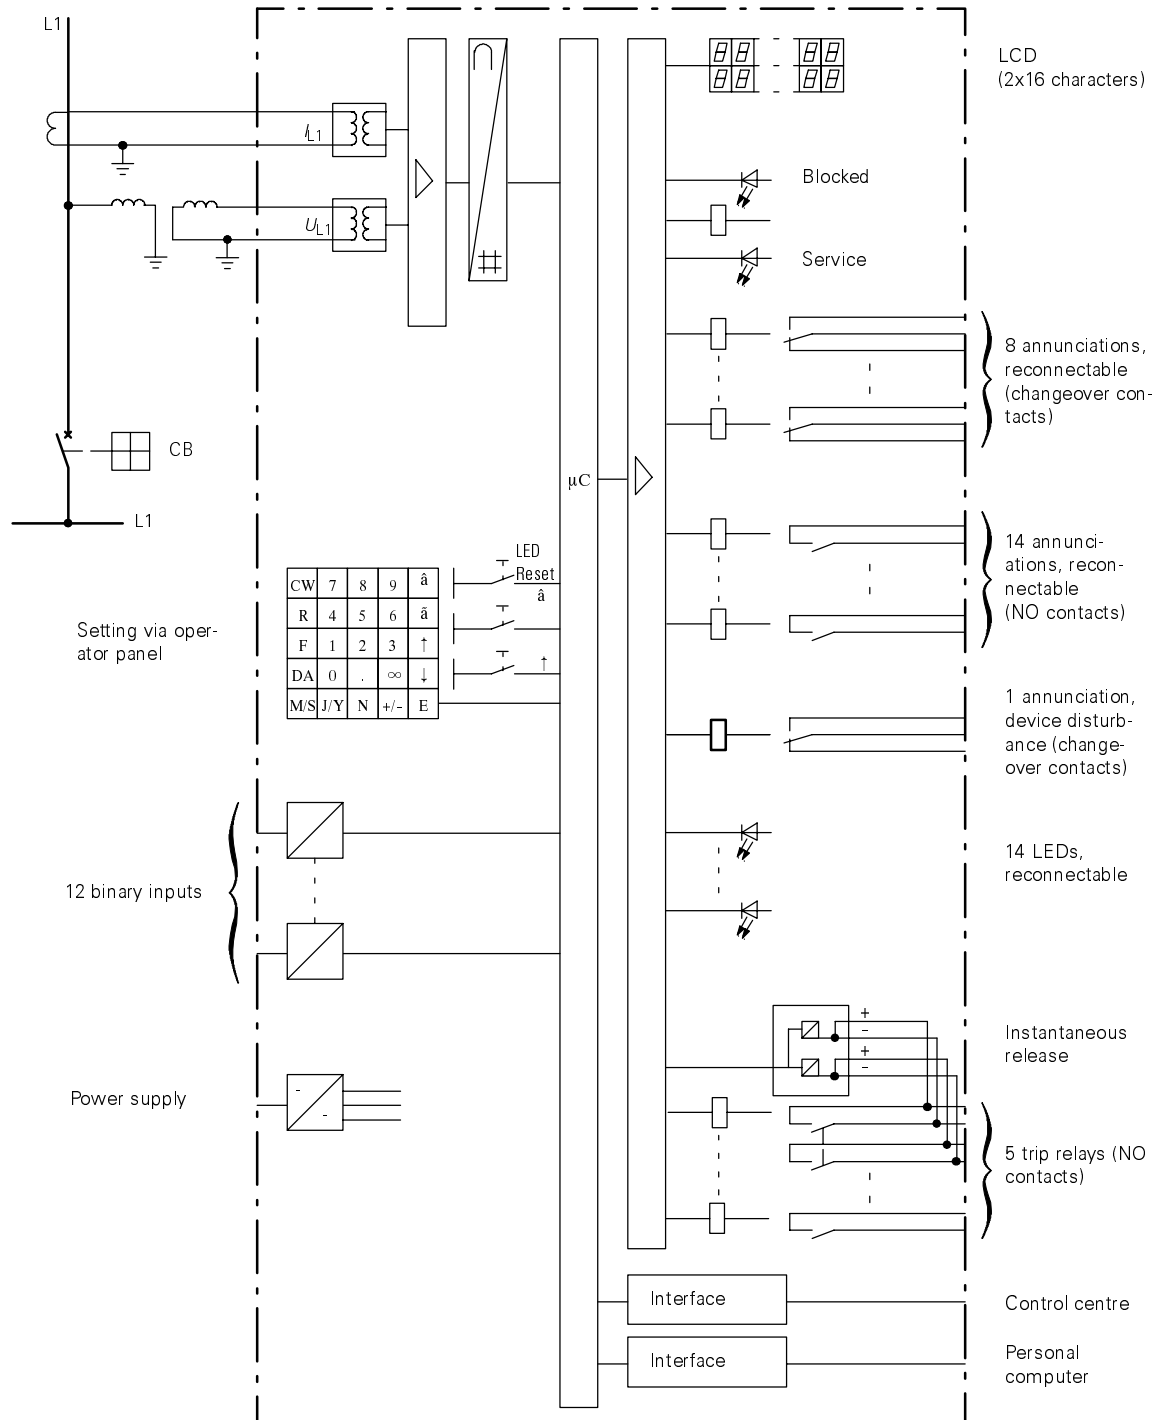 L1
LCD
(2x16 characters)
IL1
Blocked
UL1
Service
8 annunciations,
reconnectable
(changeover con-
tacts)
CB
μC
L1
14 annunci-
ations, recon-
nectable
(NO contacts)
LED
Reset
â
CW 7 8 9 â
R 4 5 6 ã
F 1 2 3 ↑
DA 0 . ∞ ↓
M/S J/Y N +/- E
↑
Setting via oper-
ator panel
1 annunciation,
device disturb-
ance (change-
over contacts)
14 LEDs,
reconnectable
12 binary inputs
+
-
+
-
Instantaneous
release
Power supply
-
-
5 trip relays (NO
contacts)
Interface
Control centre
Interface
Personal
computer